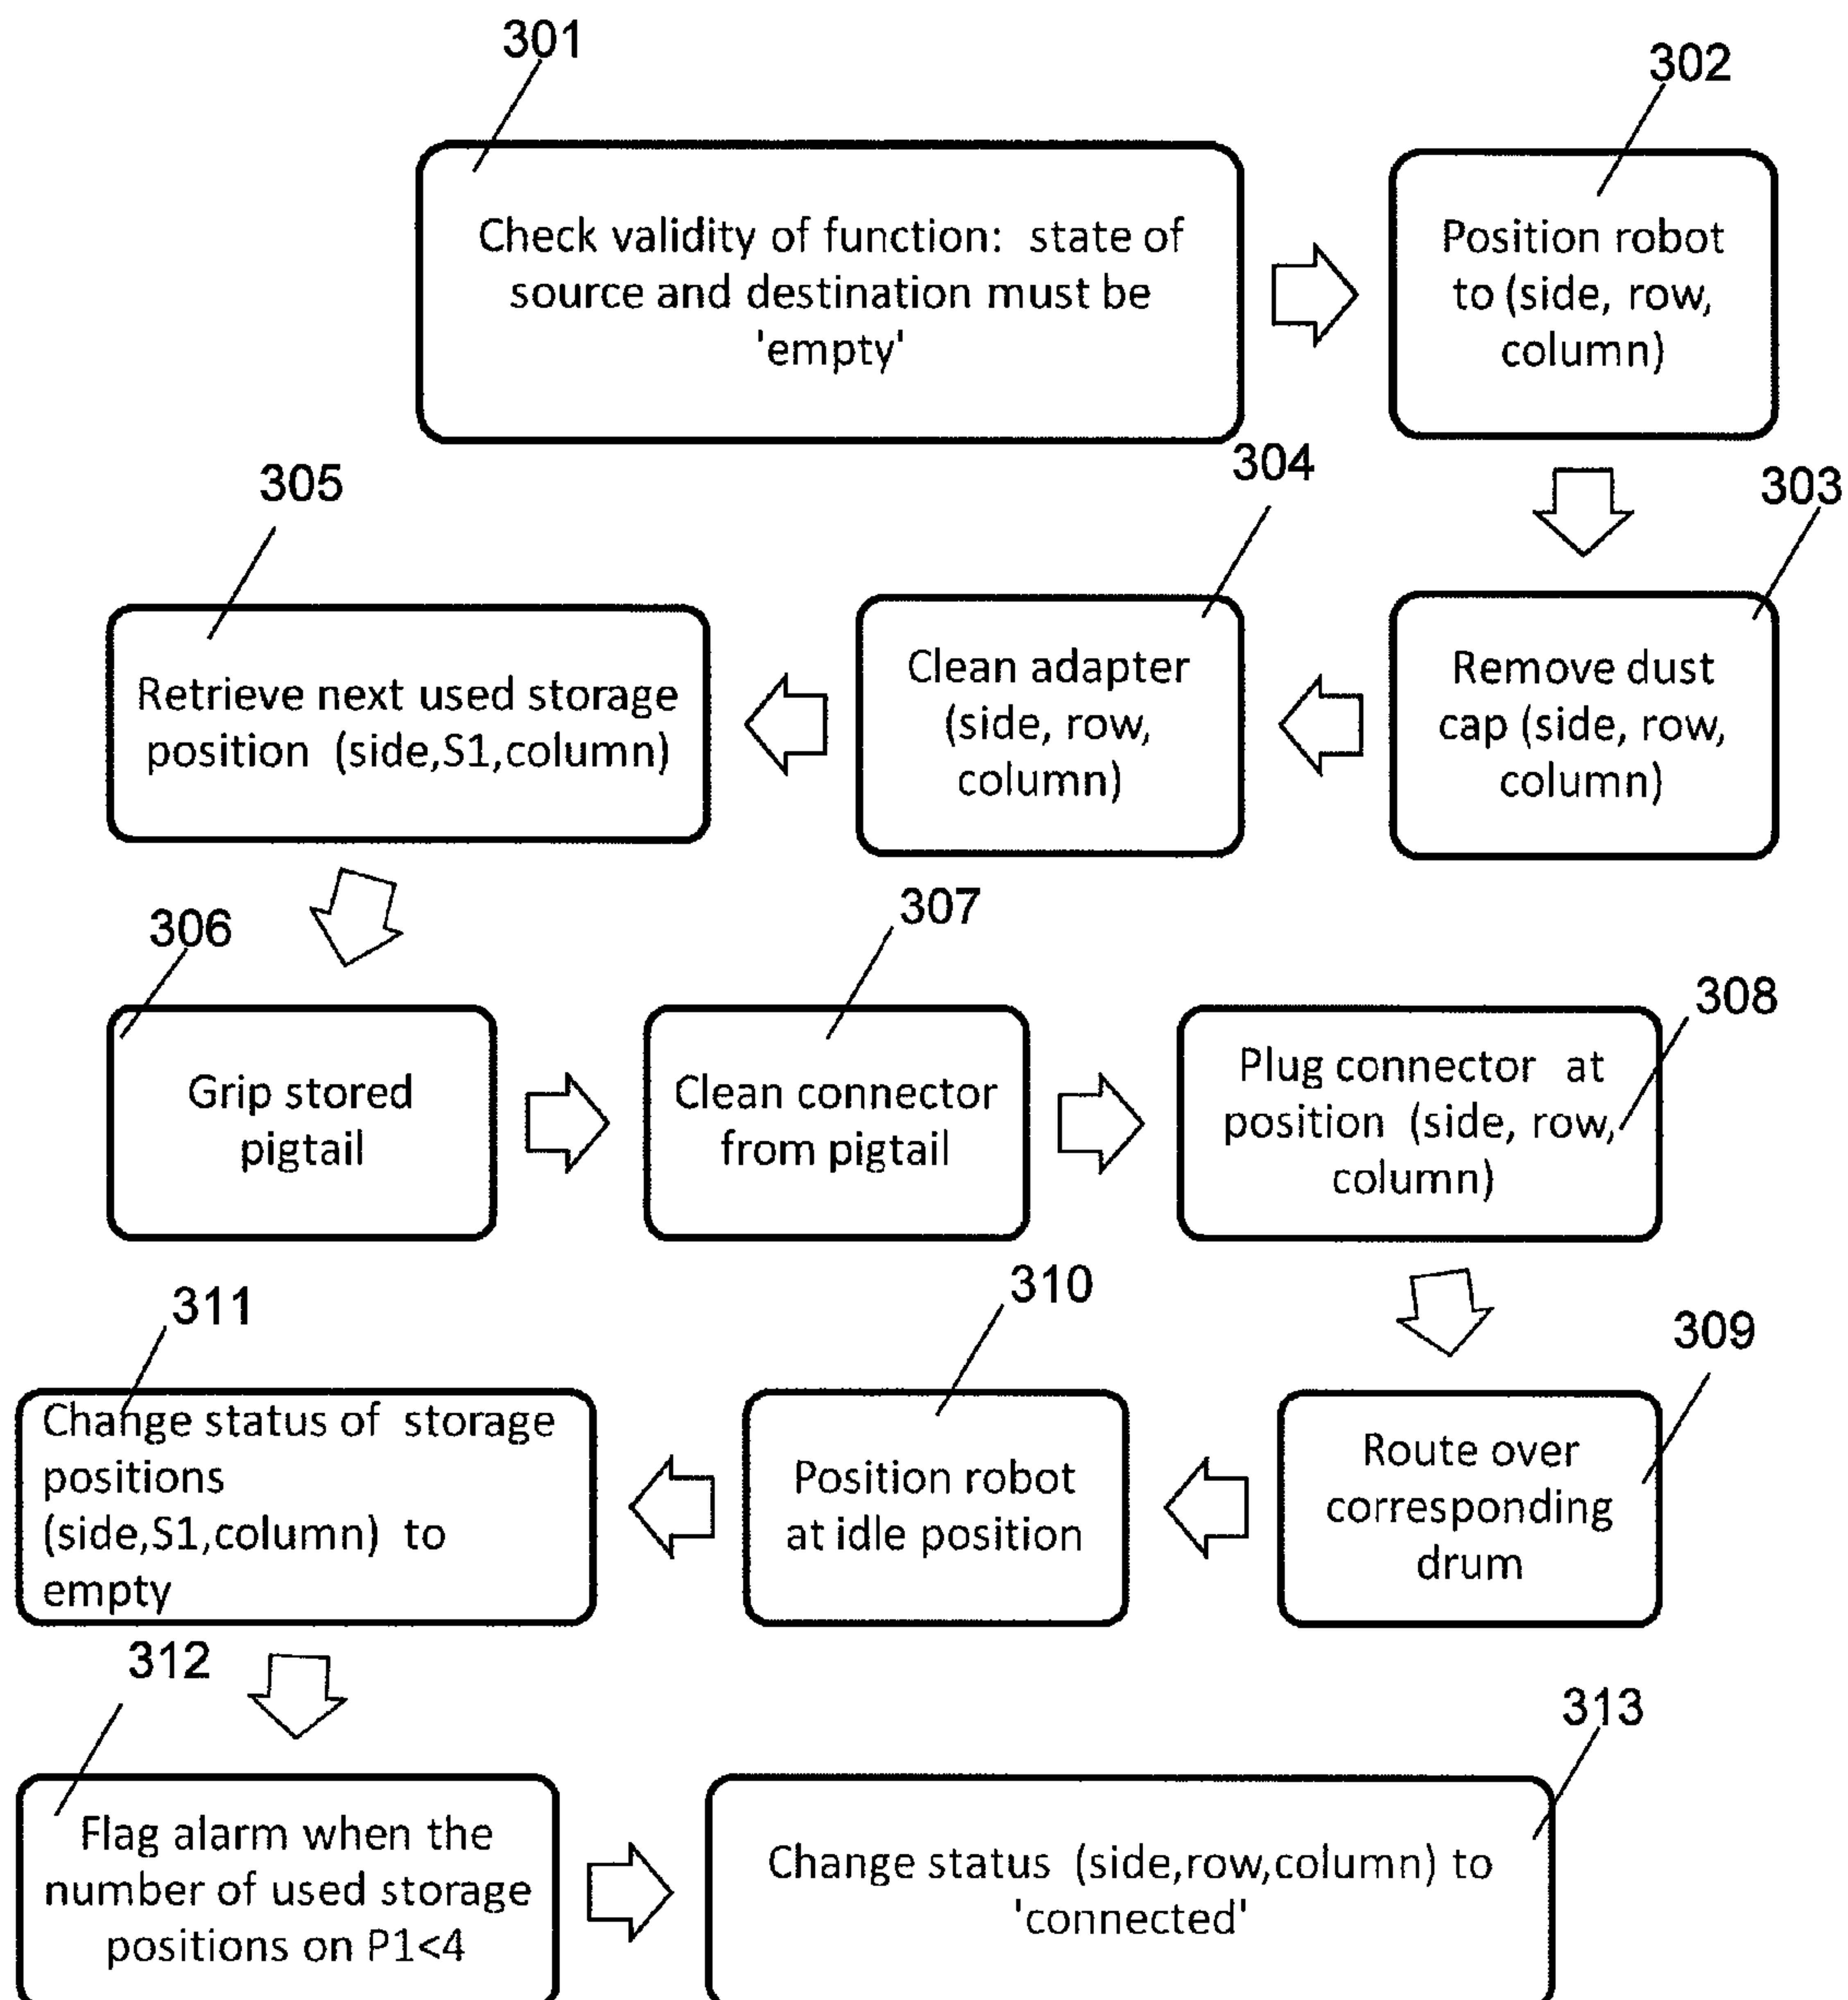 301
Check validity of function: state of
source and destination must be
'empty'
302
Position robot
to (side, row,
column)
303
Remove dust
cap (side, row,
column)
304
Clean adapter
(side, row,
column)
305
Retrieve next used storage
position (side,S1,column)
306
Grip stored
pigtail
307
Clean connector
from pigtail
308
Plug connector at
position (side, row,
column)
309
Route over
corresponding
drum
310
Position robot
at idle position
311
Change status of storage
positions
(side,S1,column) to
empty
312
Flag alarm when the
number of used storage
positions on P1<4
313
Change status (side,row,column) to
'connected'